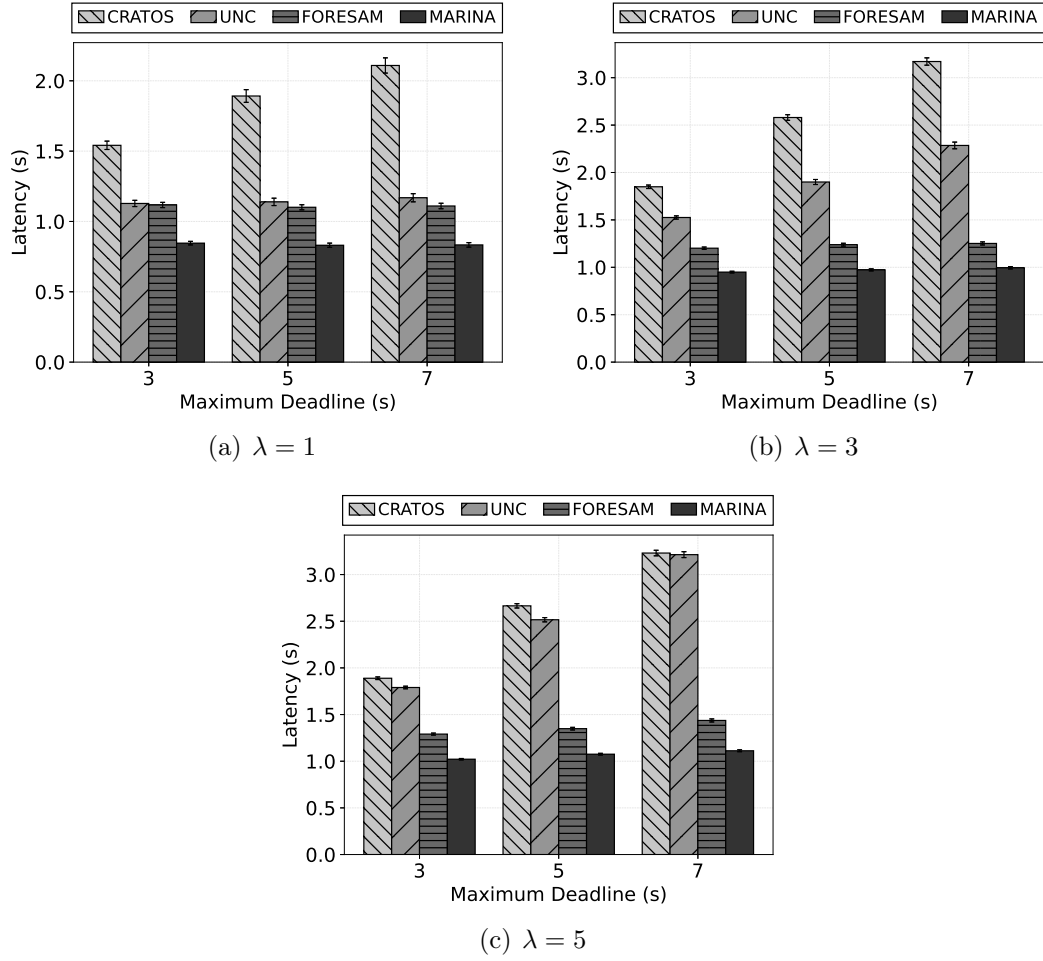 CRATOS UNC FORESAM MARINA
2.0
1.5
1.0
0.5
0.0
Latency (s)
3 5 7
Maximum Deadline (s)
(a) λ = 1
CRATOS UNC FORESAM MARINA
3.0
2.5
2.0
1.5
1.0
0.5
0.0
Latency (s)
3 5 7
Maximum Deadline (s)
(b) λ = 3
CRATOS UNC FORESAM MARINA
3.0
2.5
2.0
1.5
1.0
0.5
0.0
Latency (s)
3 5 7
Maximum Deadline (s)
(c) λ = 5